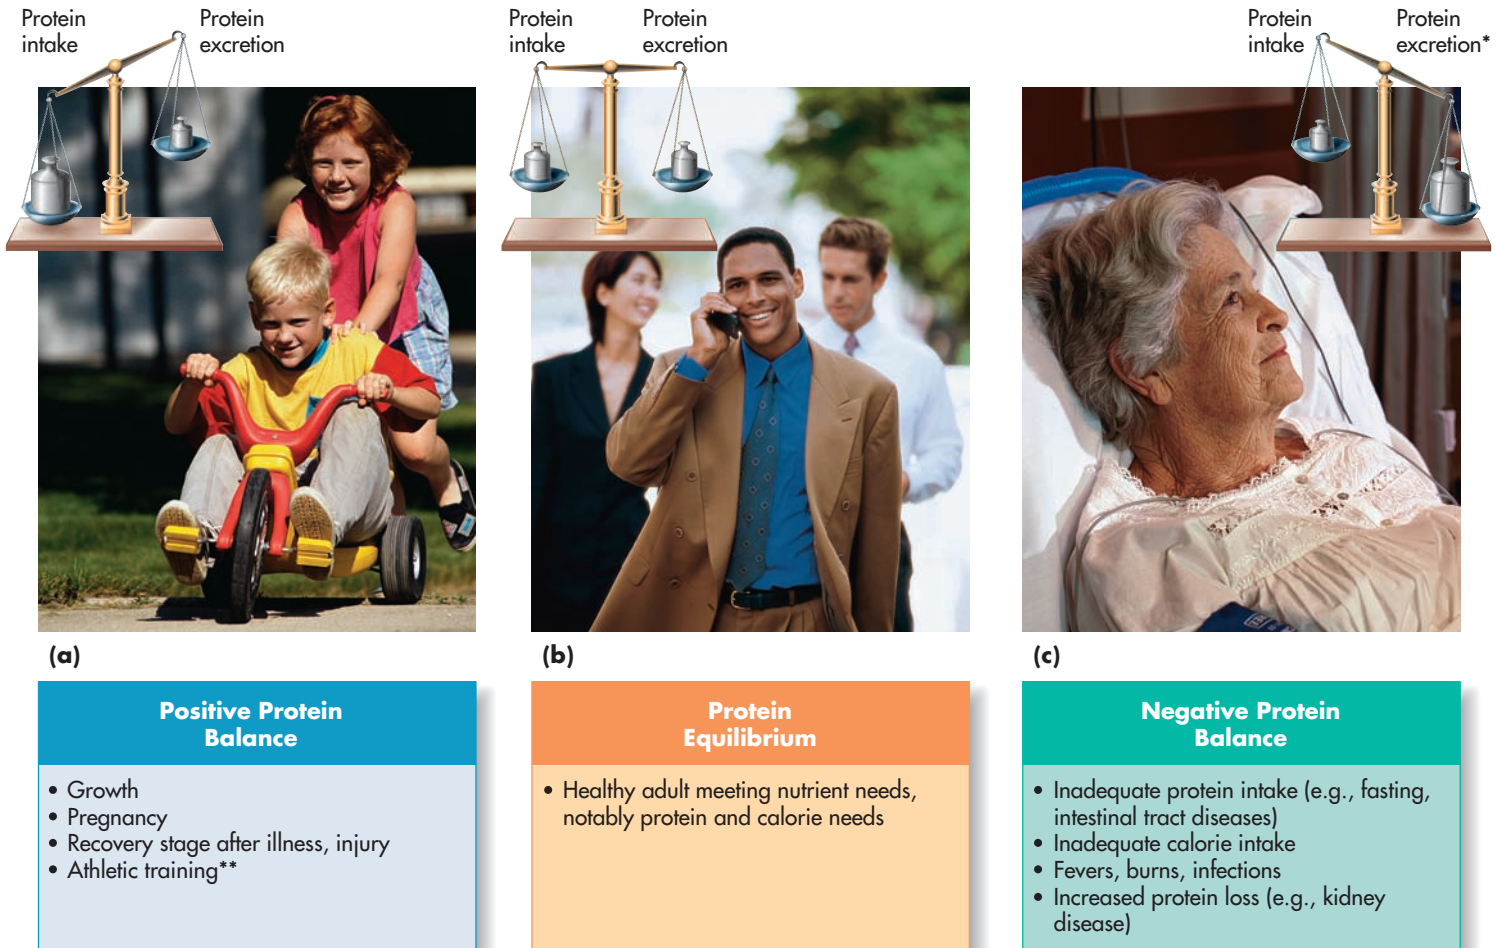 Protein
intake
Protein
excretion
Protein
intake
Protein
excretion
Protein
intake
Protein
excretion*
(a)
(b)
(c)
Positive Protein
Balance
• Growth
• Pregnancy
• Recovery stage after illness, injury
• Athletic training**
Protein
Equilibrium
• Healthy adult meeting nutrient needs,
notably protein and calorie needs
Negative Protein
Balance
• Inadequate protein intake (e.g., fasting,
intestinal tract diseases)
• Inadequate calorie intake
• Fevers, burns, infections
• Increased protein loss (e.g., kidney
disease)